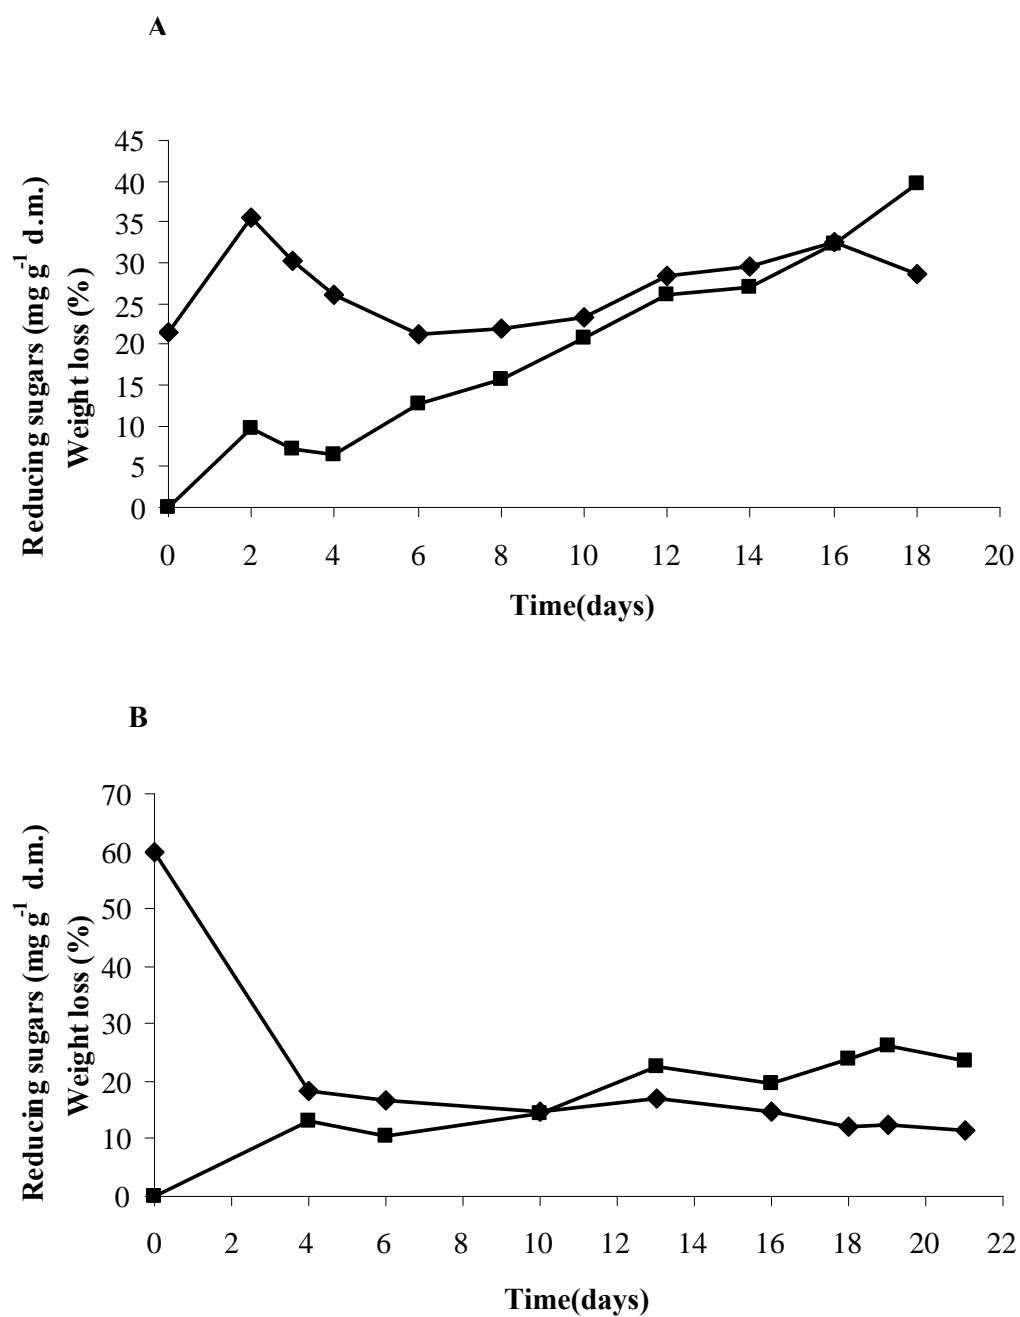 A
45
40
35
30
25
20
15
10
5
0
Reducing sugars (mg g-1 d.m.)
Weight loss (%)
0 2 4 6 8 10 12 14 16 18 20
Time(days)
B
70
60
50
40
30
20
10
0
Reducing sugars (mg g-1 d.m.)
Weight loss (%)
0 2 4 6 8 10 12 14 16 18 20 22
Time(days)